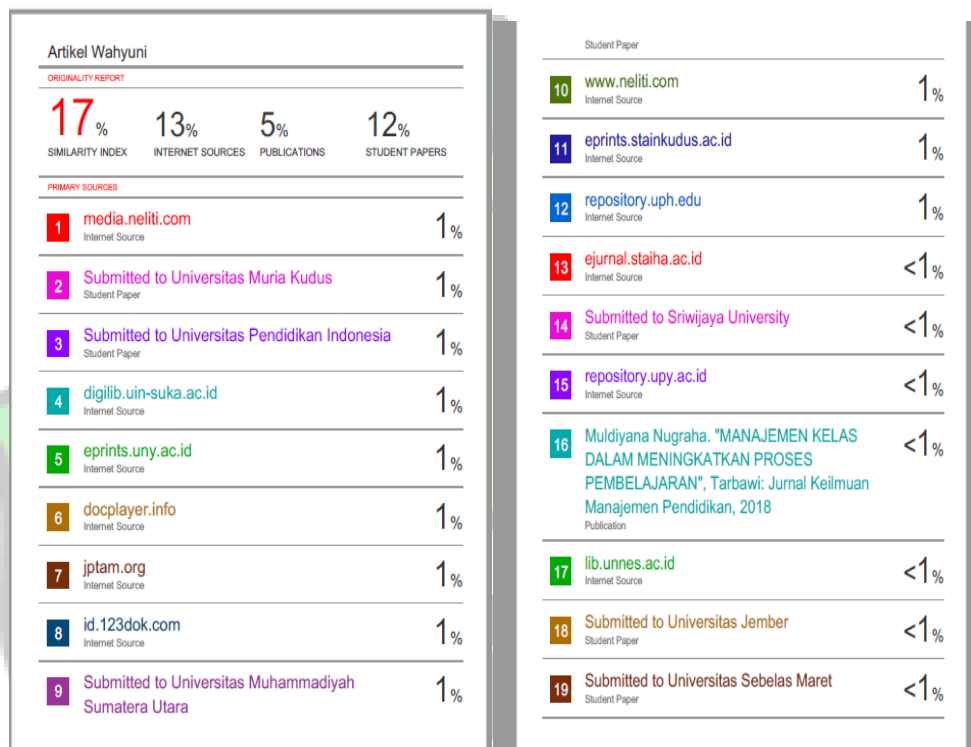 Artikel Wahyuni
ORIGINALITY REPORT
17% 13% 5% 12%
SIMILARITY INDEX INTERNET SOURCES PUBLICATIONS STUDENT PAPERS
PRIMARY SOURCES
1 media.neliti.com 1%
Internet Source
2 Submitted to Universitas Muria Kudus 1%
Student Paper
3 Submitted to Universitas Pendidikan Indonesia 1%
Student Paper
4 digilib.uin-suka.ac.id 1%
Internet Source
5 eprints.uny.ac.id 1%
Internet Source
6 docplayer.info 1%
Internet Source
7 jptam.org 1%
Internet Source
8 id.123dok.com 1%
Internet Source
9 Submitted to Universitas Muhammadiyah 1%
Sumatera Utara
Student Paper
10 www.neliti.com 1%
Internet Source
11 eprints.stainkudus.ac.id 1%
Internet Source
12 repository.uph.edu 1%
Internet Source
13 ejurnal.staiha.ac.id <1%
Internet Source
14 Submitted to Sriwijaya University <1%
Student Paper
15 repository.upy.ac.id <1%
Internet Source
16 Muldiyana Nugraha. "MANAJEMEN KELAS <1%
DALAM MENINGKATKAN PROSES
PEMBELAJARAN", Tarbawi: Jurnal Keilmuan
Manajemen Pendidikan, 2018
Publication
17 lib.unnes.ac.id <1%
Internet Source
18 Submitted to Universitas Jember <1%
Student Paper
19 Submitted to Universitas Sebelas Maret <1%
Student Paper